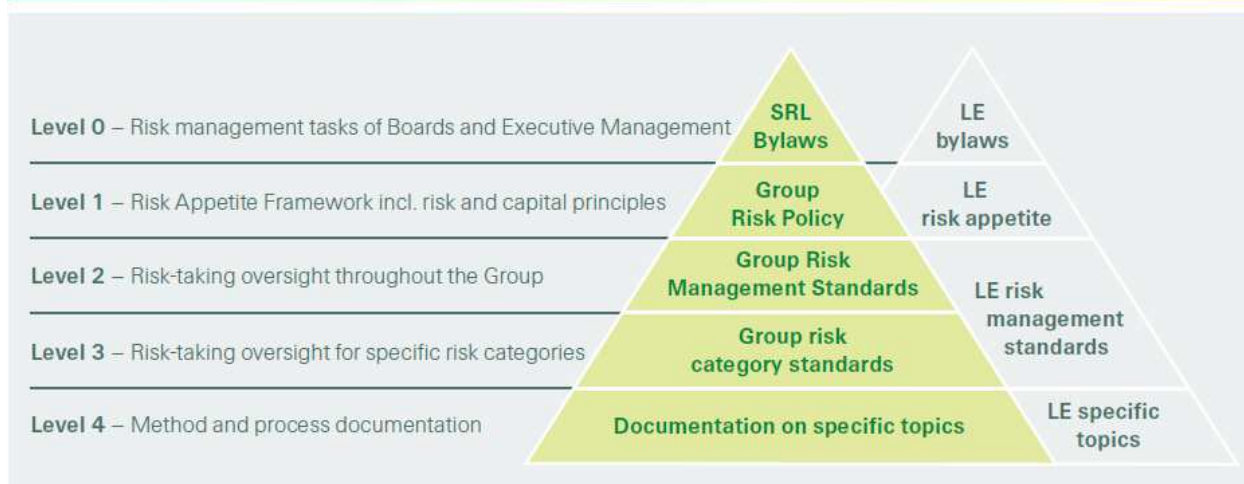 Level 0 – Risk management tasks of Boards and Executive Management
SRL
Bylaws
LE
bylaws
Level 1 – Risk Appetite Framework incl. risk and capital principles
Group
Risk Policy
LE
risk appetite
Level 2 – Risk-taking oversight throughout the Group
Group Risk
Management Standards
LE risk
management
standards
Level 3 – Risk-taking oversight for specific risk categories
Group risk
category standards
Level 4 – Method and process documentation
Documentation on specific topics
LE specific
topics